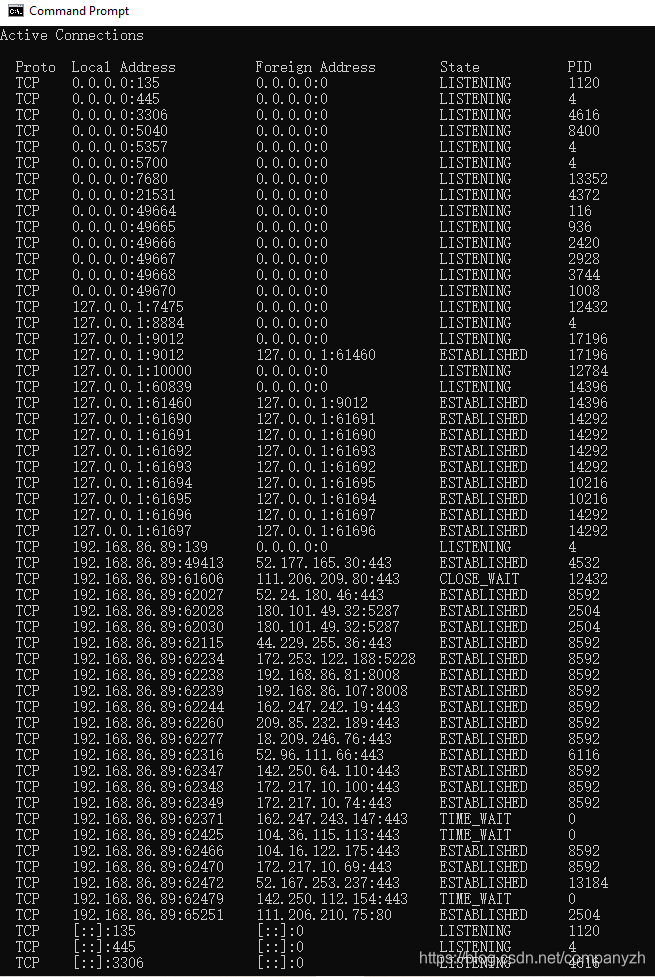 Command Prompt
Active Connections
Proto Local Address Foreign Address State PID
TCP 0.0.0.0:135 0.0.0.0:0 LISTENING 1120
TCP 0.0.0.0:445 0.0.0.0:0 LISTENING 4
TCP 0.0.0.0:3306 0.0.0.0:0 LISTENING 4616
TCP 0.0.0.0:5040 0.0.0.0:0 LISTENING 8400
TCP 0.0.0.0:5357 0.0.0.0:0 LISTENING 4
TCP 0.0.0.0:5700 0.0.0.0:0 LISTENING 4
TCP 0.0.0.0:7680 0.0.0.0:0 LISTENING 13352
TCP 0.0.0.0:21531 0.0.0.0:0 LISTENING 4372
TCP 0.0.0.0:49664 0.0.0.0:0 LISTENING 116
TCP 0.0.0.0:49665 0.0.0.0:0 LISTENING 936
TCP 0.0.0.0:49666 0.0.0.0:0 LISTENING 2420
TCP 0.0.0.0:49667 0.0.0.0:0 LISTENING 2928
TCP 0.0.0.0:49668 0.0.0.0:0 LISTENING 3744
TCP 0.0.0.0:49670 0.0.0.0:0 LISTENING 1008
TCP 127.0.0.1:7475 0.0.0.0:0 LISTENING 12432
TCP 127.0.0.1:8884 0.0.0.0:0 LISTENING 4
TCP 127.0.0.1:9012 0.0.0.0:0 LISTENING 17196
TCP 127.0.0.1:9012 127.0.0.1:61460 ESTABLISHED 17196
TCP 127.0.0.1:10000 0.0.0.0:0 LISTENING 12784
TCP 127.0.0.1:60839 0.0.0.0:0 LISTENING 14396
TCP 127.0.0.1:61460 127.0.0.1:9012 ESTABLISHED 14396
TCP 127.0.0.1:61690 127.0.0.1:61691 ESTABLISHED 14292
TCP 127.0.0.1:61691 127.0.0.1:61690 ESTABLISHED 14292
TCP 127.0.0.1:61692 127.0.0.1:61693 ESTABLISHED 14292
TCP 127.0.0.1:61693 127.0.0.1:61692 ESTABLISHED 14292
TCP 127.0.0.1:61694 127.0.0.1:61695 ESTABLISHED 10216
TCP 127.0.0.1:61695 127.0.0.1:61694 ESTABLISHED 10216
TCP 127.0.0.1:61696 127.0.0.1:61697 ESTABLISHED 14292
TCP 127.0.0.1:61697 127.0.0.1:61696 ESTABLISHED 14292
TCP 192.168.86.89:139 0.0.0.0:0 LISTENING 4
TCP 192.168.86.89:49413 52.177.165.30:443 ESTABLISHED 4532
TCP 192.168.86.89:61606 111.206.209.80:443 CLOSE_WAIT 12432
TCP 192.168.86.89:62027 52.24.180.46:443 ESTABLISHED 8592
TCP 192.168.86.89:62028 180.101.49.32:5287 ESTABLISHED 2504
TCP 192.168.86.89:62030 180.101.49.32:5287 ESTABLISHED 2504
TCP 192.168.86.89:62115 44.229.255.36:443 ESTABLISHED 8592
TCP 192.168.86.89:62234 172.253.122.188:5228 ESTABLISHED 8592
TCP 192.168.86.89:62238 192.168.86.81:8008 ESTABLISHED 8592
TCP 192.168.86.89:62239 192.168.86.107:8008 ESTABLISHED 8592
TCP 192.168.86.89:62244 162.247.242.19:443 ESTABLISHED 8592
TCP 192.168.86.89:62260 209.85.232.189:443 ESTABLISHED 8592
TCP 192.168.86.89:62277 18.209.246.76:443 ESTABLISHED 8592
TCP 192.168.86.89:62316 52.96.111.66:443 ESTABLISHED 6116
TCP 192.168.86.89:62347 142.250.64.110:443 ESTABLISHED 8592
TCP 192.168.86.89:62348 172.217.10.100:443 ESTABLISHED 8592
TCP 192.168.86.89:62349 172.217.10.74:443 ESTABLISHED 8592
TCP 192.168.86.89:62371 162.247.243.147:443 TIME_WAIT 0
TCP 192.168.86.89:62425 104.36.115.113:443 TIME_WAIT 0
TCP 192.168.86.89:62466 104.16.122.175:443 ESTABLISHED 8592
TCP 192.168.86.89:62470 172.217.10.69:443 ESTABLISHED 8592
TCP 192.168.86.89:62472 52.167.253.237:443 ESTABLISHED 13184
TCP 192.168.86.89:62479 142.250.112.154:443 TIME_WAIT 0
TCP 192.168.86.89:65251 111.206.210.75:80 ESTABLISHED 2504
TCP [::]:135 [::]:0 LISTENING 1120
TCP [::]:445 [::]:0 LISTENING 4
TCP [::]:3306 [::]:0 LISTENING 4616
https://blog.csdn.net/companyzh